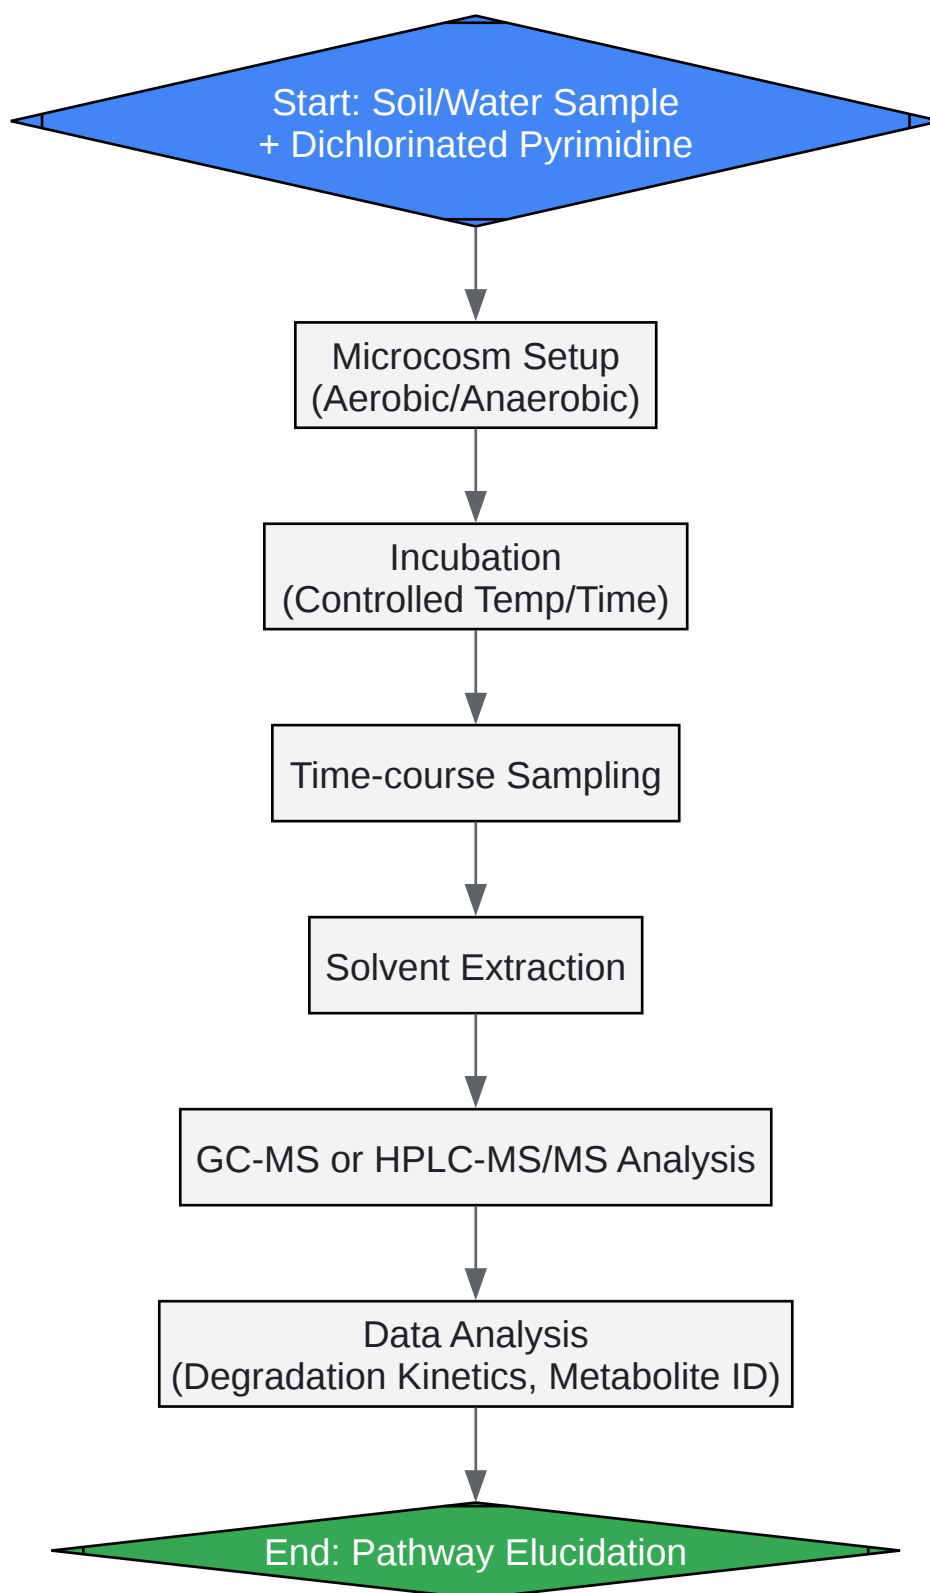 Start: Soil/Water Sample
+ Dichlorinated Pyrimidine
Microcosm Setup
(Aerobic/Anaerobic)
Incubation
(Controlled Temp/Time)
Time-course Sampling
Solvent Extraction
GC-MS or HPLC-MS/MS Analysis
Data Analysis
(Degradation Kinetics, Metabolite ID)
End: Pathway Elucidation